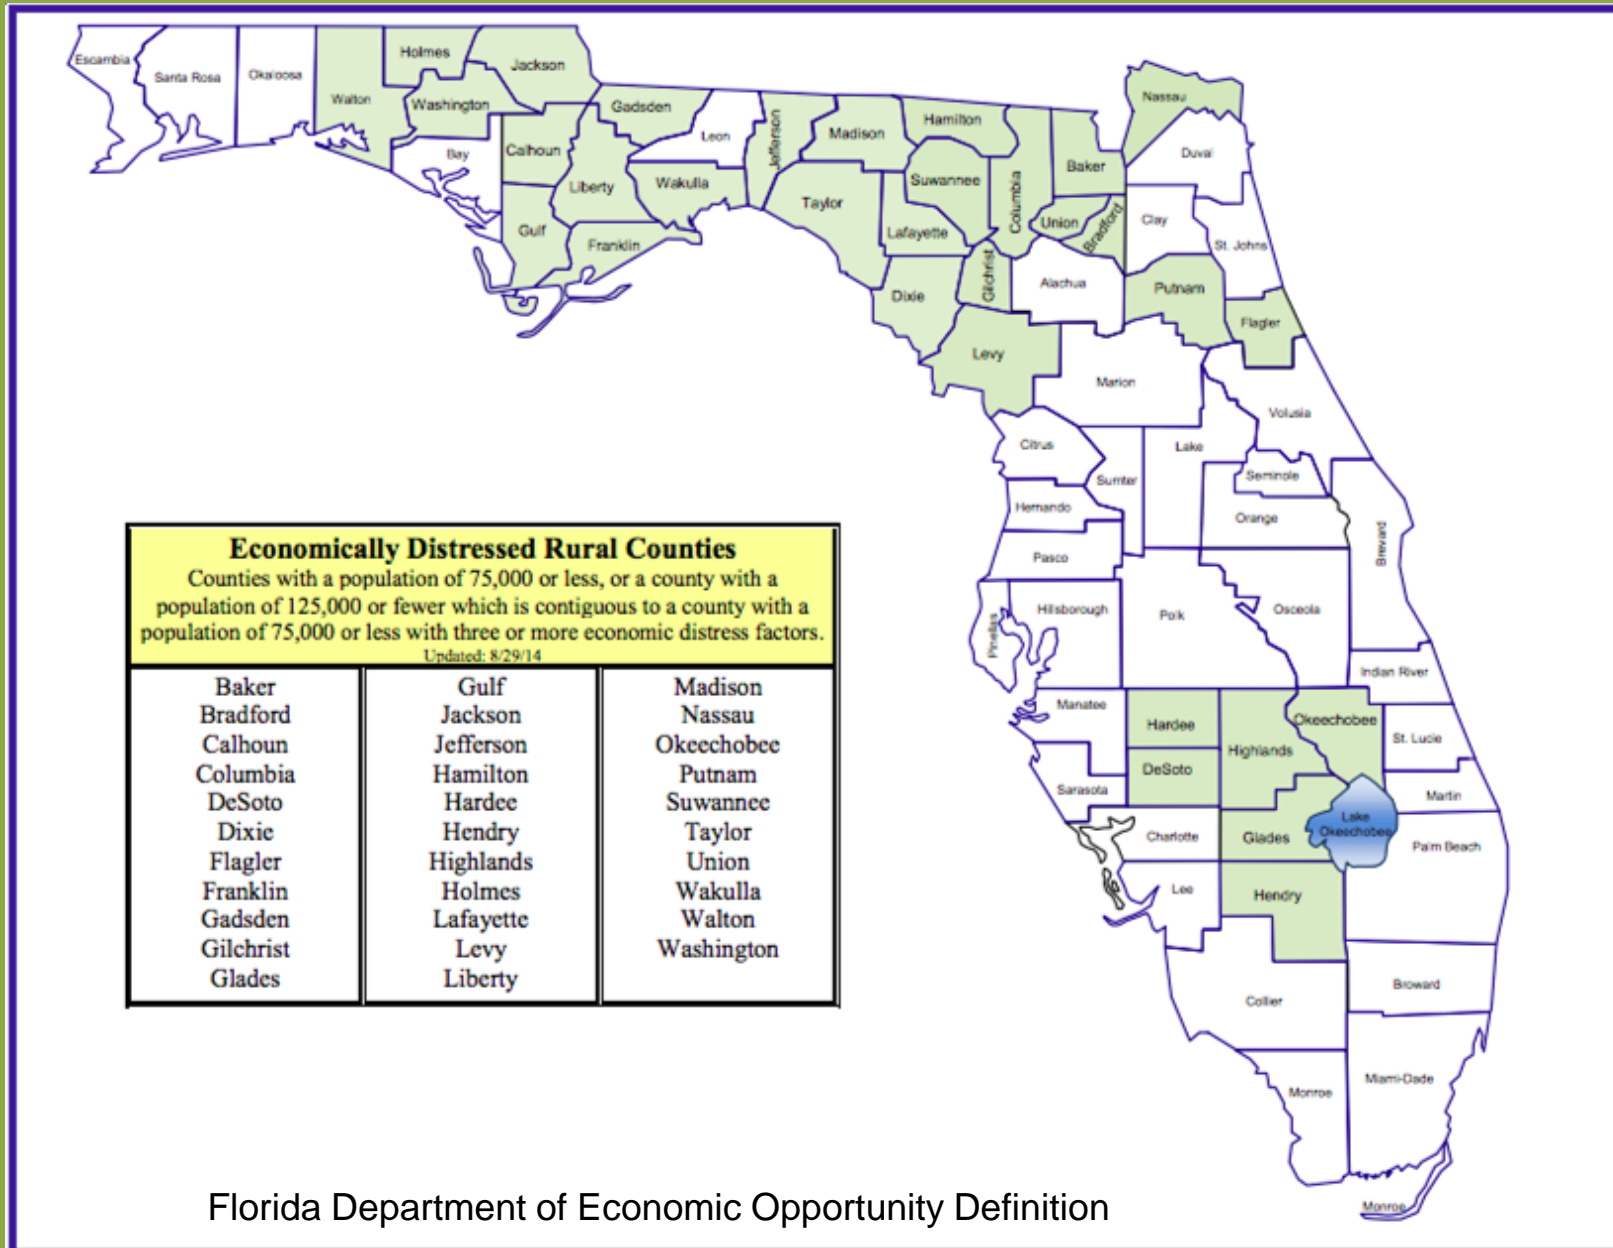 Escambia
Santa Rosa
Okaloosa
Walton
Holmes
Jackson
Washington
Bay
Calhoun
Gadsden
Liberty
Gulf
Franklin
Leon
Wakulla
Jefferson
Madison
Taylor
Hamilton
Suwannee
Lafayette
Columbia
Baker
Union
Bradford
Nassau
Duval
Clay
St. Johns
Dixie
Gilchrist
Alachua
Putnam
Flagler
Levy
Marion
Volusia
Citrus
Lake
Sumter
Seminole
Hernando
Orange
Brevard
Pasco
Pinellas
Hillsborough
Polk
Osceola
Indian River
Manatee
Hardee
Highlands
Okeechobee
St. Lucie
DeSoto
Sarasota
Martin
Charlotte
Glades
Lake
Okeechobee
Palm Beach
Lee
Hendry
Collier
Broward
Monroe
Miami-Dade
Monroe
Economically Distressed Rural Counties
Counties with a population of 75,000 or less, or a county with a
population of 125,000 or fewer which is contiguous to a county with a
population of 75,000 or less with three or more economic distress factors.
Updated: 8/29/14
Baker
Bradford
Calhoun
Columbia
DeSoto
Dixie
Flagler
Franklin
Gadsden
Gilchrist
Glades
Gulf
Jackson
Jefferson
Hamilton
Hardee
Hendry
Highlands
Holmes
Lafayette
Levy
Liberty
Madison
Nassau
Okeechobee
Putnam
Suwannee
Taylor
Union
Wakulla
Walton
Washington
Florida Department of Economic Opportunity Definition